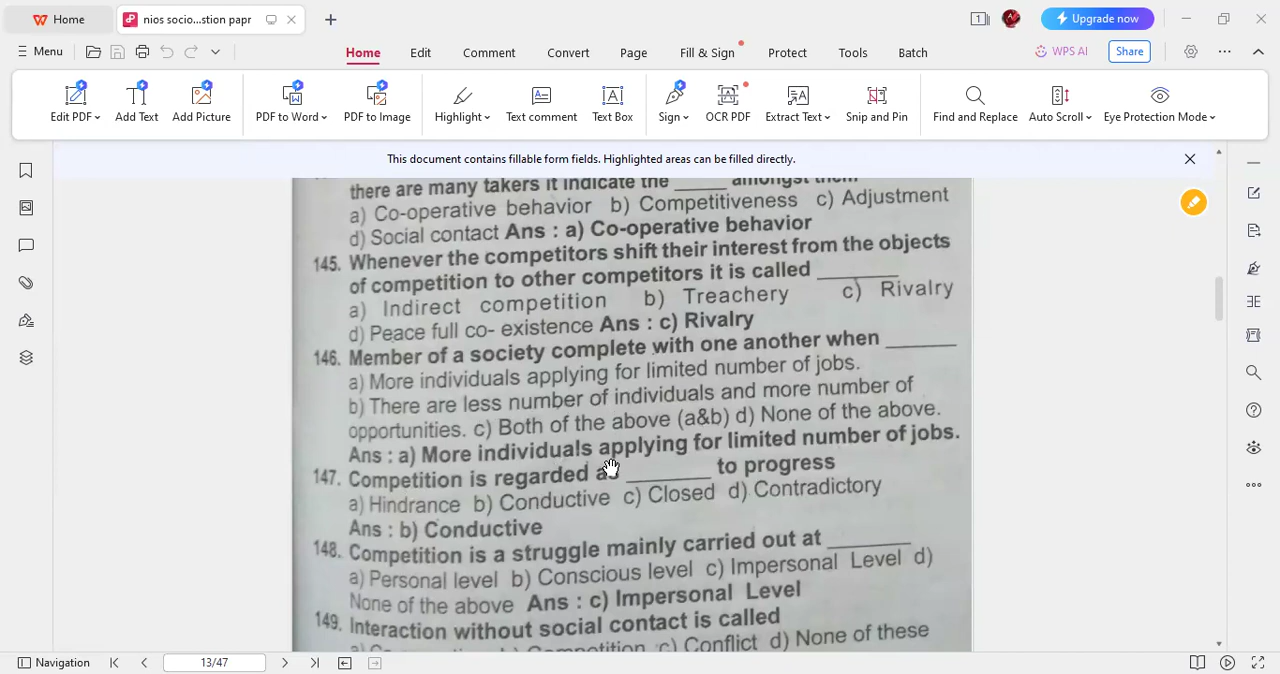 Home
nios socio...stion papr
1
Upgrade now
Menu
Home Edit Comment Convert Page Fill & Sign Protect Tools Batch
WPS AI
Share
Edit PDF Add Text Add Picture PDF to Word PDF to Image Highlight Text comment Text Box Sign OCR PDF Extract Text Snip and Pin Find and Replace Auto Scroll Eye Protection Mode
This document contains fillable form fields. Highlighted areas can be filled directly.
there are many takers it indicate the _____ amongst them
a) Co-operative behavior b) Competitiveness c) Adjustment
d) Social contact Ans : a) Co-operative behavior
145. Whenever the competitors shift their interest from the objects
of competition to other competitors it is called ________
a) Indirect competition b) Treachery c) Rivalry
d) Peace full co- existence Ans : c) Rivalry
146. Member of a society complete with one another when _______
a) More individuals applying for limited number of jobs.
b) There are less number of individuals and more number of
opportunities. c) Both of the above (a&b) d) None of the above.
Ans : a) More individuals applying for limited number of jobs.
147. Competition is regarded as ________ to progress
a) Hindrance b) Conductive c) Closed d) Contradictory
Ans : b) Conductive
148. Competition is a struggle mainly carried out at ________
a) Personal level b) Conscious level c) Impersonal Level d)
None of the above Ans : c) Impersonal Level
149. Interaction without social contact is called
c) Conflict d) None of these
Navigation
13/47